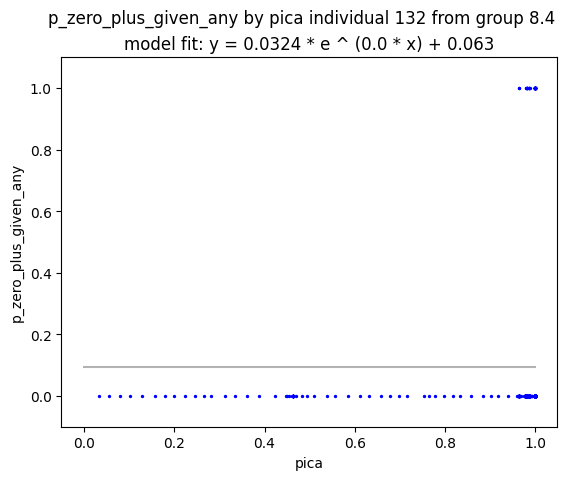 p_zero_plus_given_any by pica individual 132 from group 8.4
model fit: y = 0.0324 * e ^ (0.0 * x) + 0.063
1.0
0.8
0.6
0.4
0.2
0.0
p_zero_plus_given_any
0.0 0.2 0.4 0.6 0.8 1.0
pica